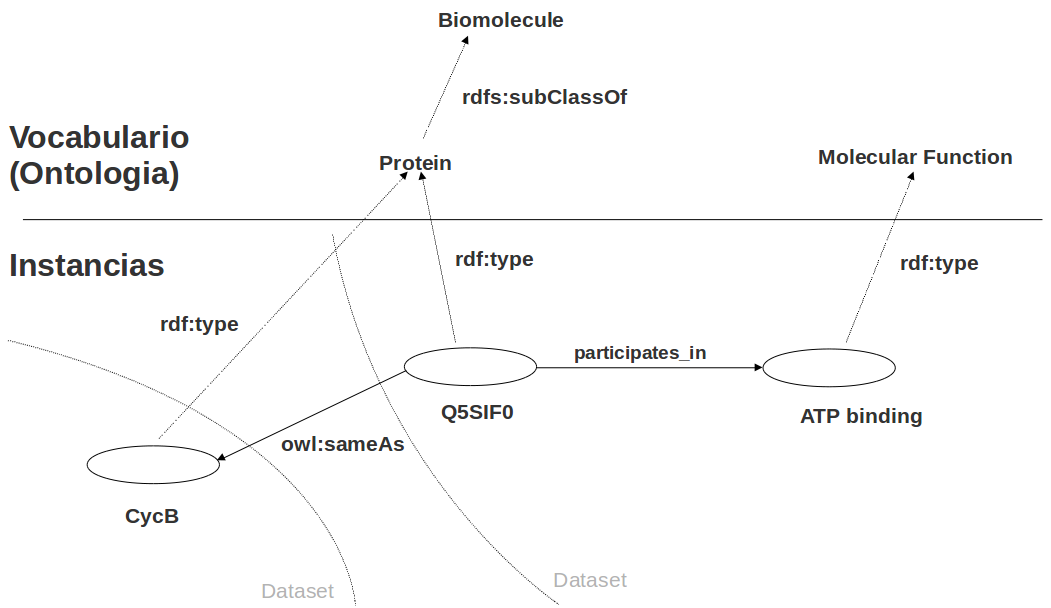 Biomolecule
rdfs:subClassOf
Vocabulario
(Ontologia)
Protein
Molecular Function
Instancias
rdf:type
rdf:type
rdf:type
participates_in
Q5SIF0
ATP binding
owl:sameAs
CycB
Dataset
Dataset